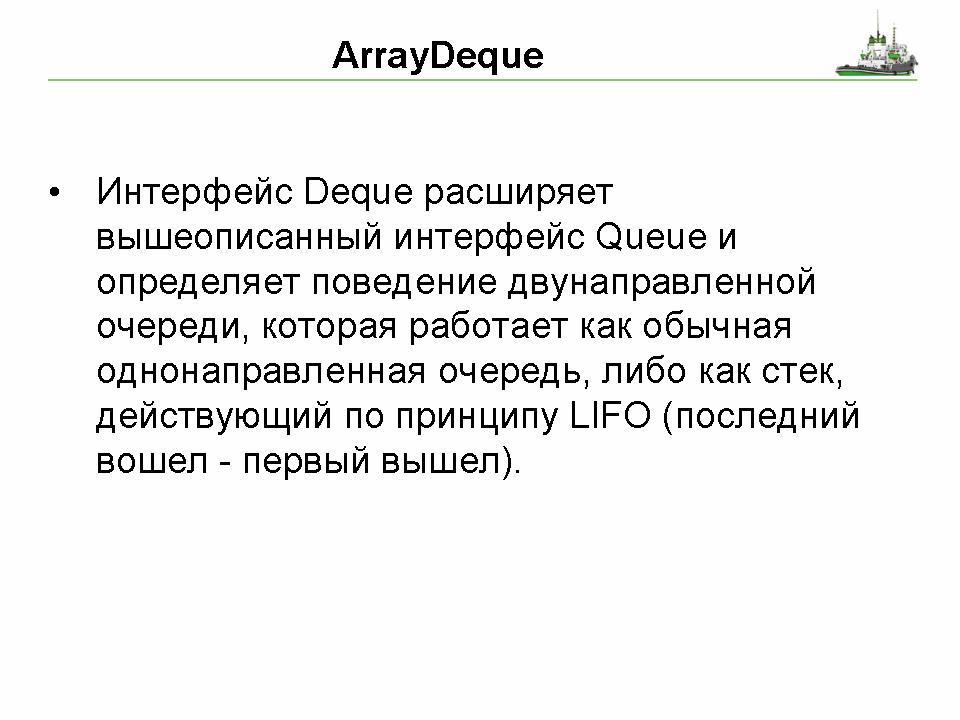 ArrayDeque
• Интерфейс Deque расширяет
вышеописанный интерфейс Queue и
определяет поведение двунаправленной
очереди, которая работает как обычная
однонаправленная очередь, либо как стек,
действующий по принципу LIFO (последний
вошел - первый вышел).